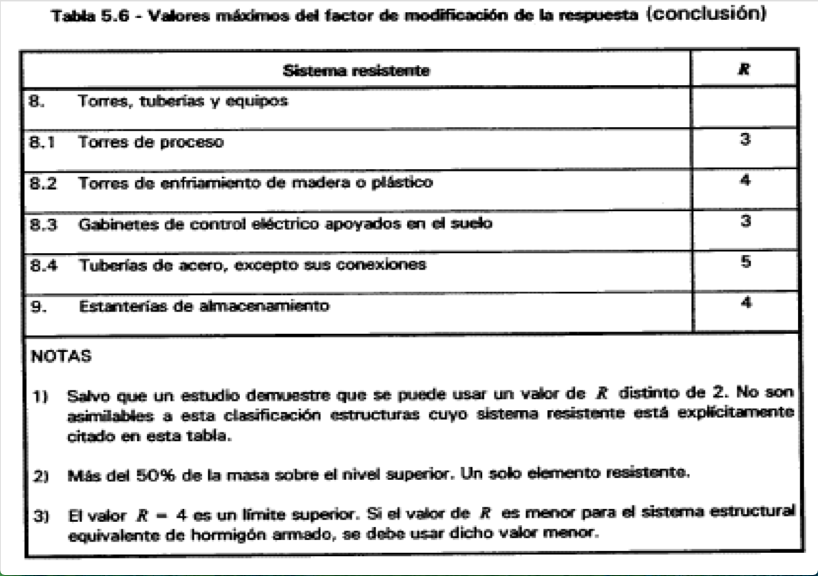 Tabla 5.6 - Valores máximos del factor de modificación de la respuesta (conclusión)
Sistema resistente R
8. Torres, tuberías y equipos
8.1 Torres de proceso 3
8.2 Torres de enfriamiento de madera o plástico 4
8.3 Gabinetes de control eléctrico apoyados en el suelo 3
8.4 Tuberías de acero, excepto sus conexiones 5
9. Estanterías de almacenamiento 4
NOTAS
1) Salvo que un estudio demuestre que se puede usar un valor de R distinto de 2. No son
asimilables a esta clasificación estructuras cuyo sistema resistente está explícitamente
citado en esta tabla.
2) Más del 50% de la masa sobre el nivel superior. Un solo elemento resistente.
3) El valor R = 4 es un límite superior. Si el valor de R es menor para el sistema estructural
equivalente de hormigón armado, se debe usar dicho valor menor.